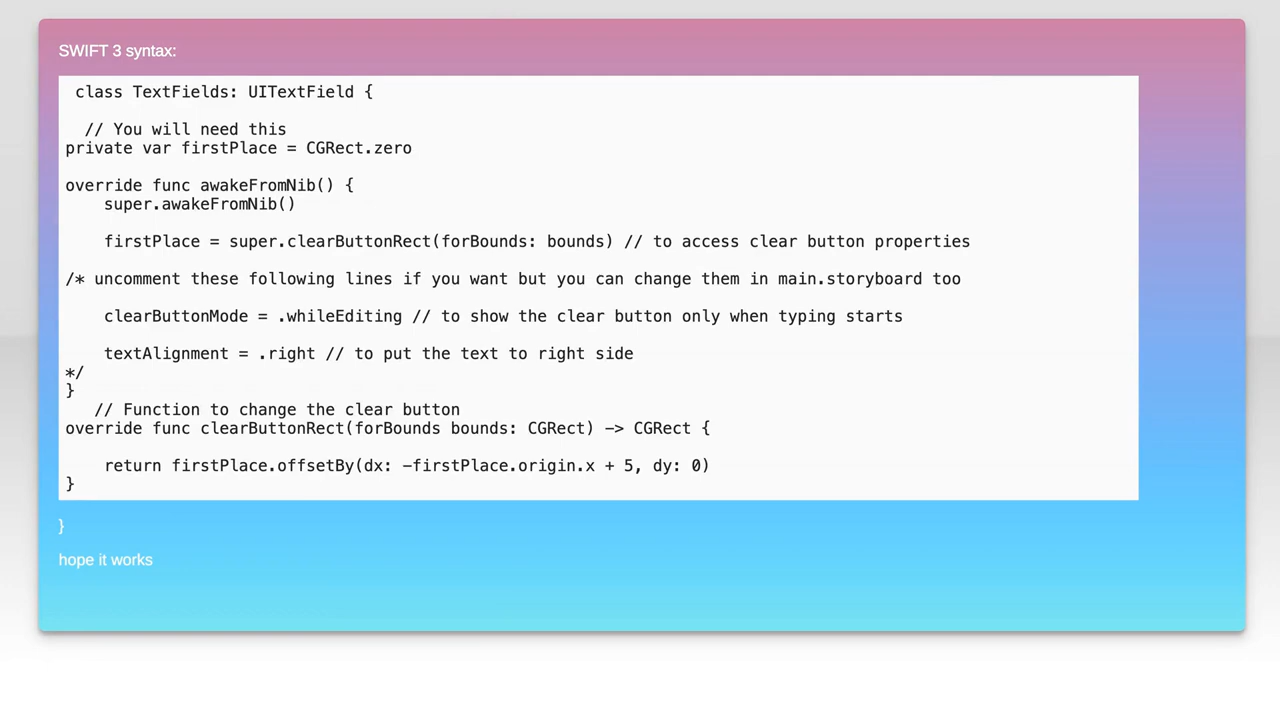 SWIFT 3 syntax:
class TextFields: UITextField {
// You will need this
private var firstPlace = CGRect.zero
override func awakeFromNib() {
super.awakeFromNib()
firstPlace = super.clearButtonRect(forBounds: bounds) // to access clear button properties
/* uncomment these following lines if you want but you can change them in main.storyboard too
clearButtonMode = .whileEditing // to show the clear button only when typing starts
textAlignment = .right // to put the text to right side
*/
}
// Function to change the clear button
override func clearButtonRect(forBounds bounds: CGRect) -> CGRect {
return firstPlace.offsetBy(dx: -firstPlace.origin.x + 5, dy: 0)
}
}
hope it works